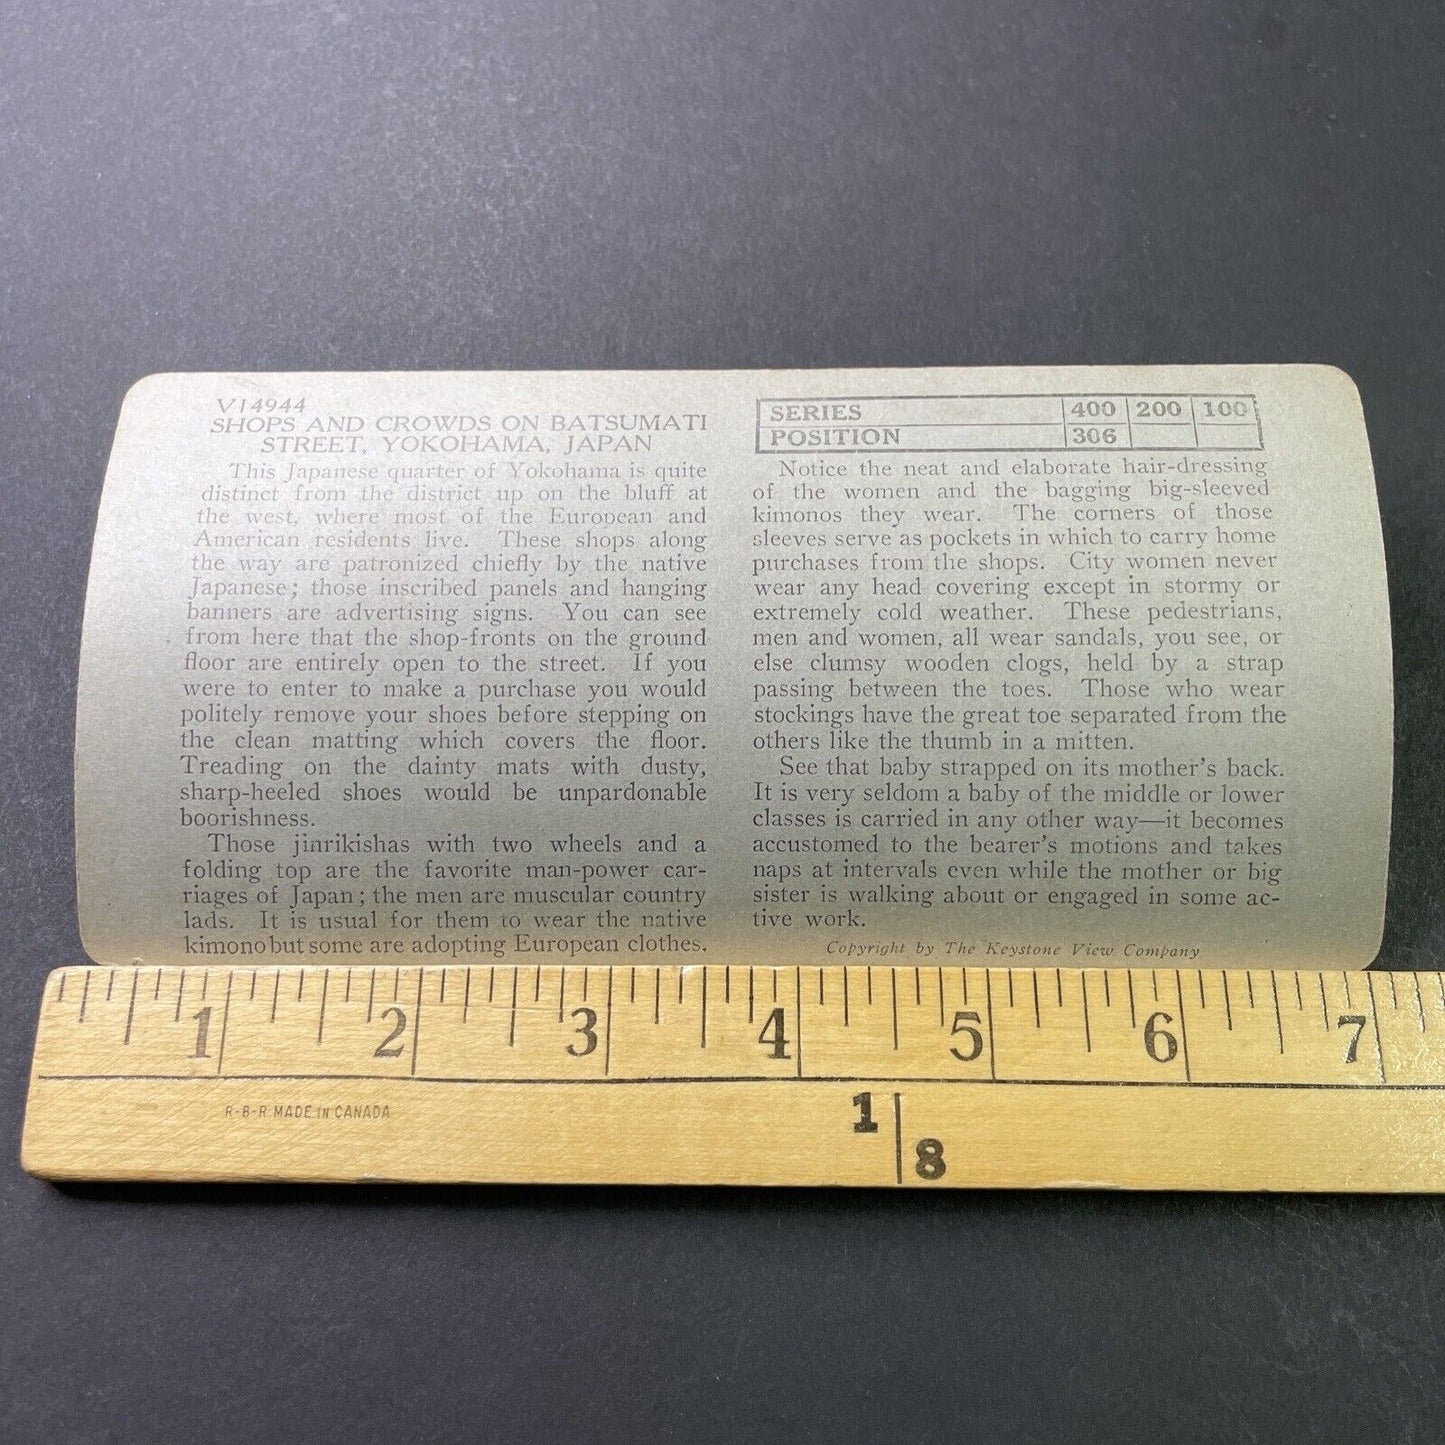 V14944
SHOPS AND CROWDS ON BATSUMATI
STREET, YOKOHAMA, JAPAN
This Japanese quarter of Yokohama is quite
distinct from the district up on the bluff at
the west, where most of the European and
American residents live. These shops along
the way are patronized chiefly by the native
Japanese; those inscribed panels and hanging
banners are advertising signs. You can see
from here that the shop-fronts on the ground
floor are entirely open to the street. If you
were to enter to make a purchase you would
politely remove your shoes before stepping on
the clean matting which covers the floor.
Treading on the dainty mats with dusty,
sharp-heeled shoes would be unpardonable
boorishness.
Those jinrikishas with two wheels and a
folding top are the favorite man-power car-
riages of Japan; the men are muscular country
lads. It is usual for them to wear the native
kimono but some are adopting European clothes.
SERIES 400 200 100
POSITION 306
Notice the neat and elaborate hair-dressing
of the women and the bagging big-sleeved
kimonos they wear. The corners of those
sleeves serve as pockets in which to carry home
purchases from the shops. City women never
wear any head covering except in stormy or
extremely cold weather. These pedestrians,
men and women, all wear sandals, you see, or
else clumsy wooden clogs, held by a strap
passing between the toes. Those who wear
stockings have the great toe separated from the
others like the thumb in a mitten.
See that baby strapped on its mother's back.
It is very seldom a baby of the middle or lower
classes is carried in any other way—it becomes
accustomed to the bearer's motions and takes
naps at intervals even while the mother or big
sister is walking about or engaged in some ac-
tive work.
Copyright by The Keystone View Company
1 2 3 4 5 6 7
R-B-R MADE IN CANADA
1
8